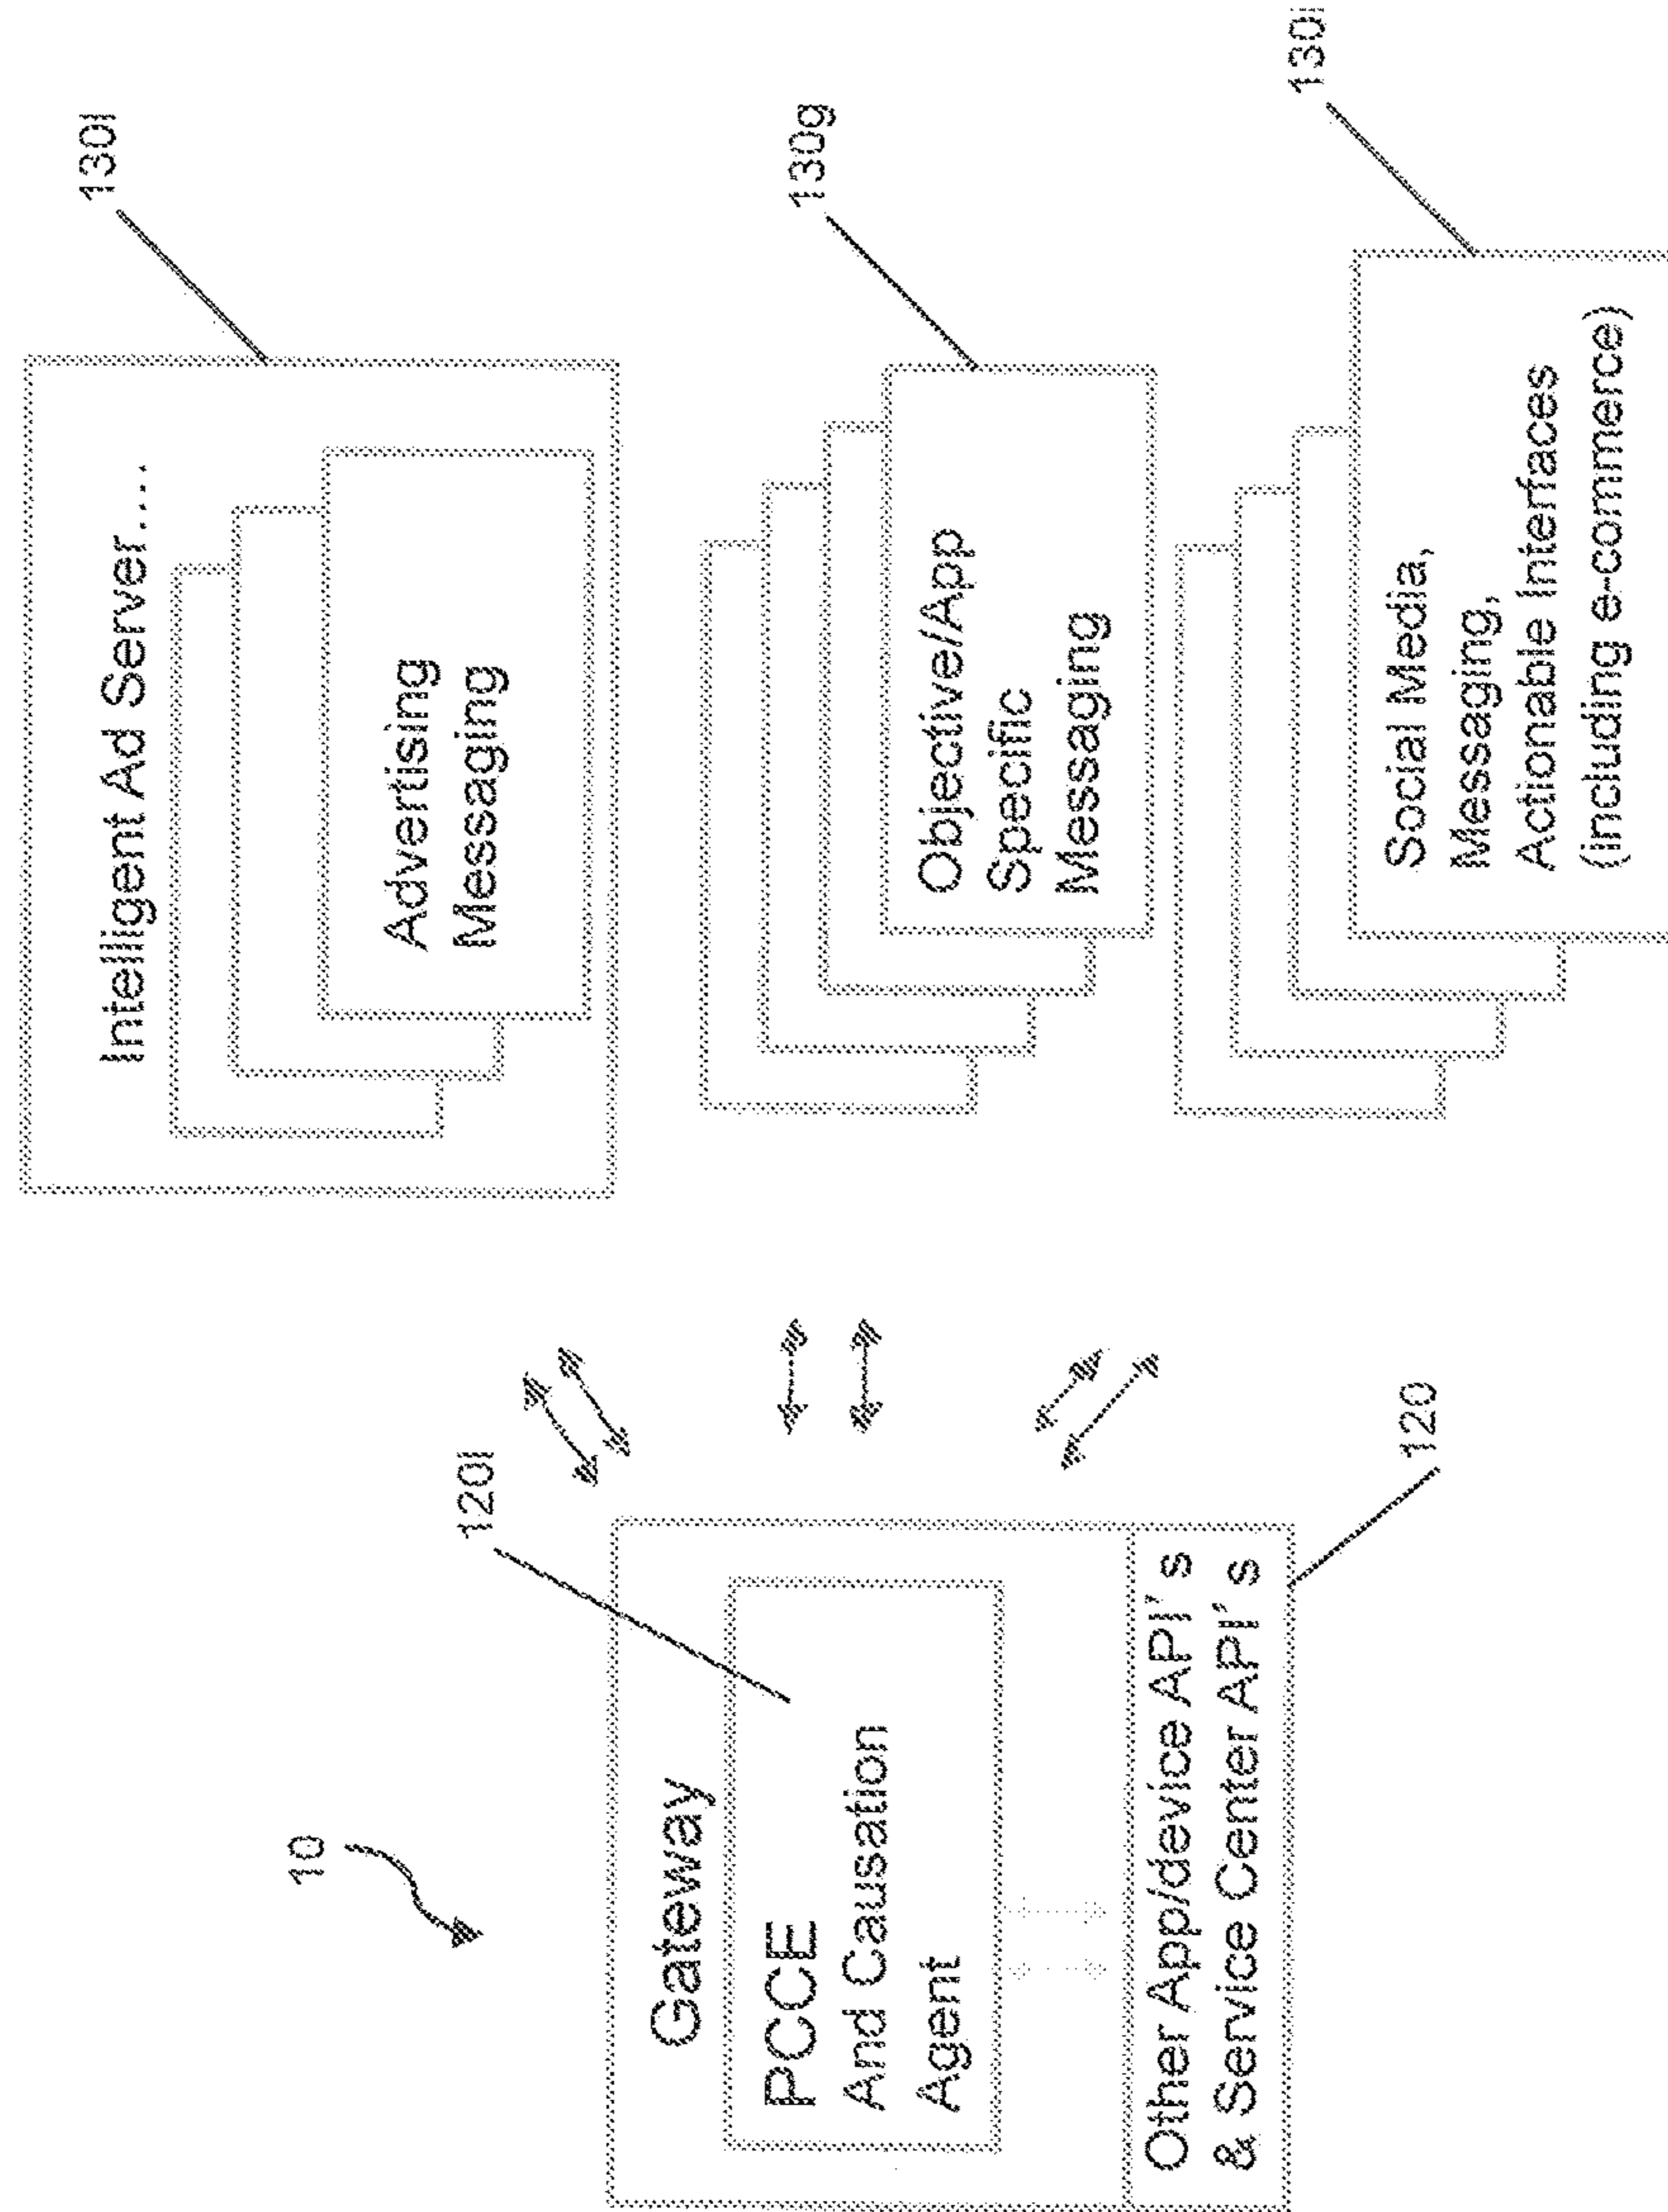 10
Gateway
120I
PCCE
And Causation
Agent
Other App/device API's
& Service Center API's
120
130I
Intelligent Ad Server....
Advertising
Messaging
130g
Objective/App
Specific
Messaging
130i
Social Media,
Messaging,
Actionable Interfaces
(including e-commerce)